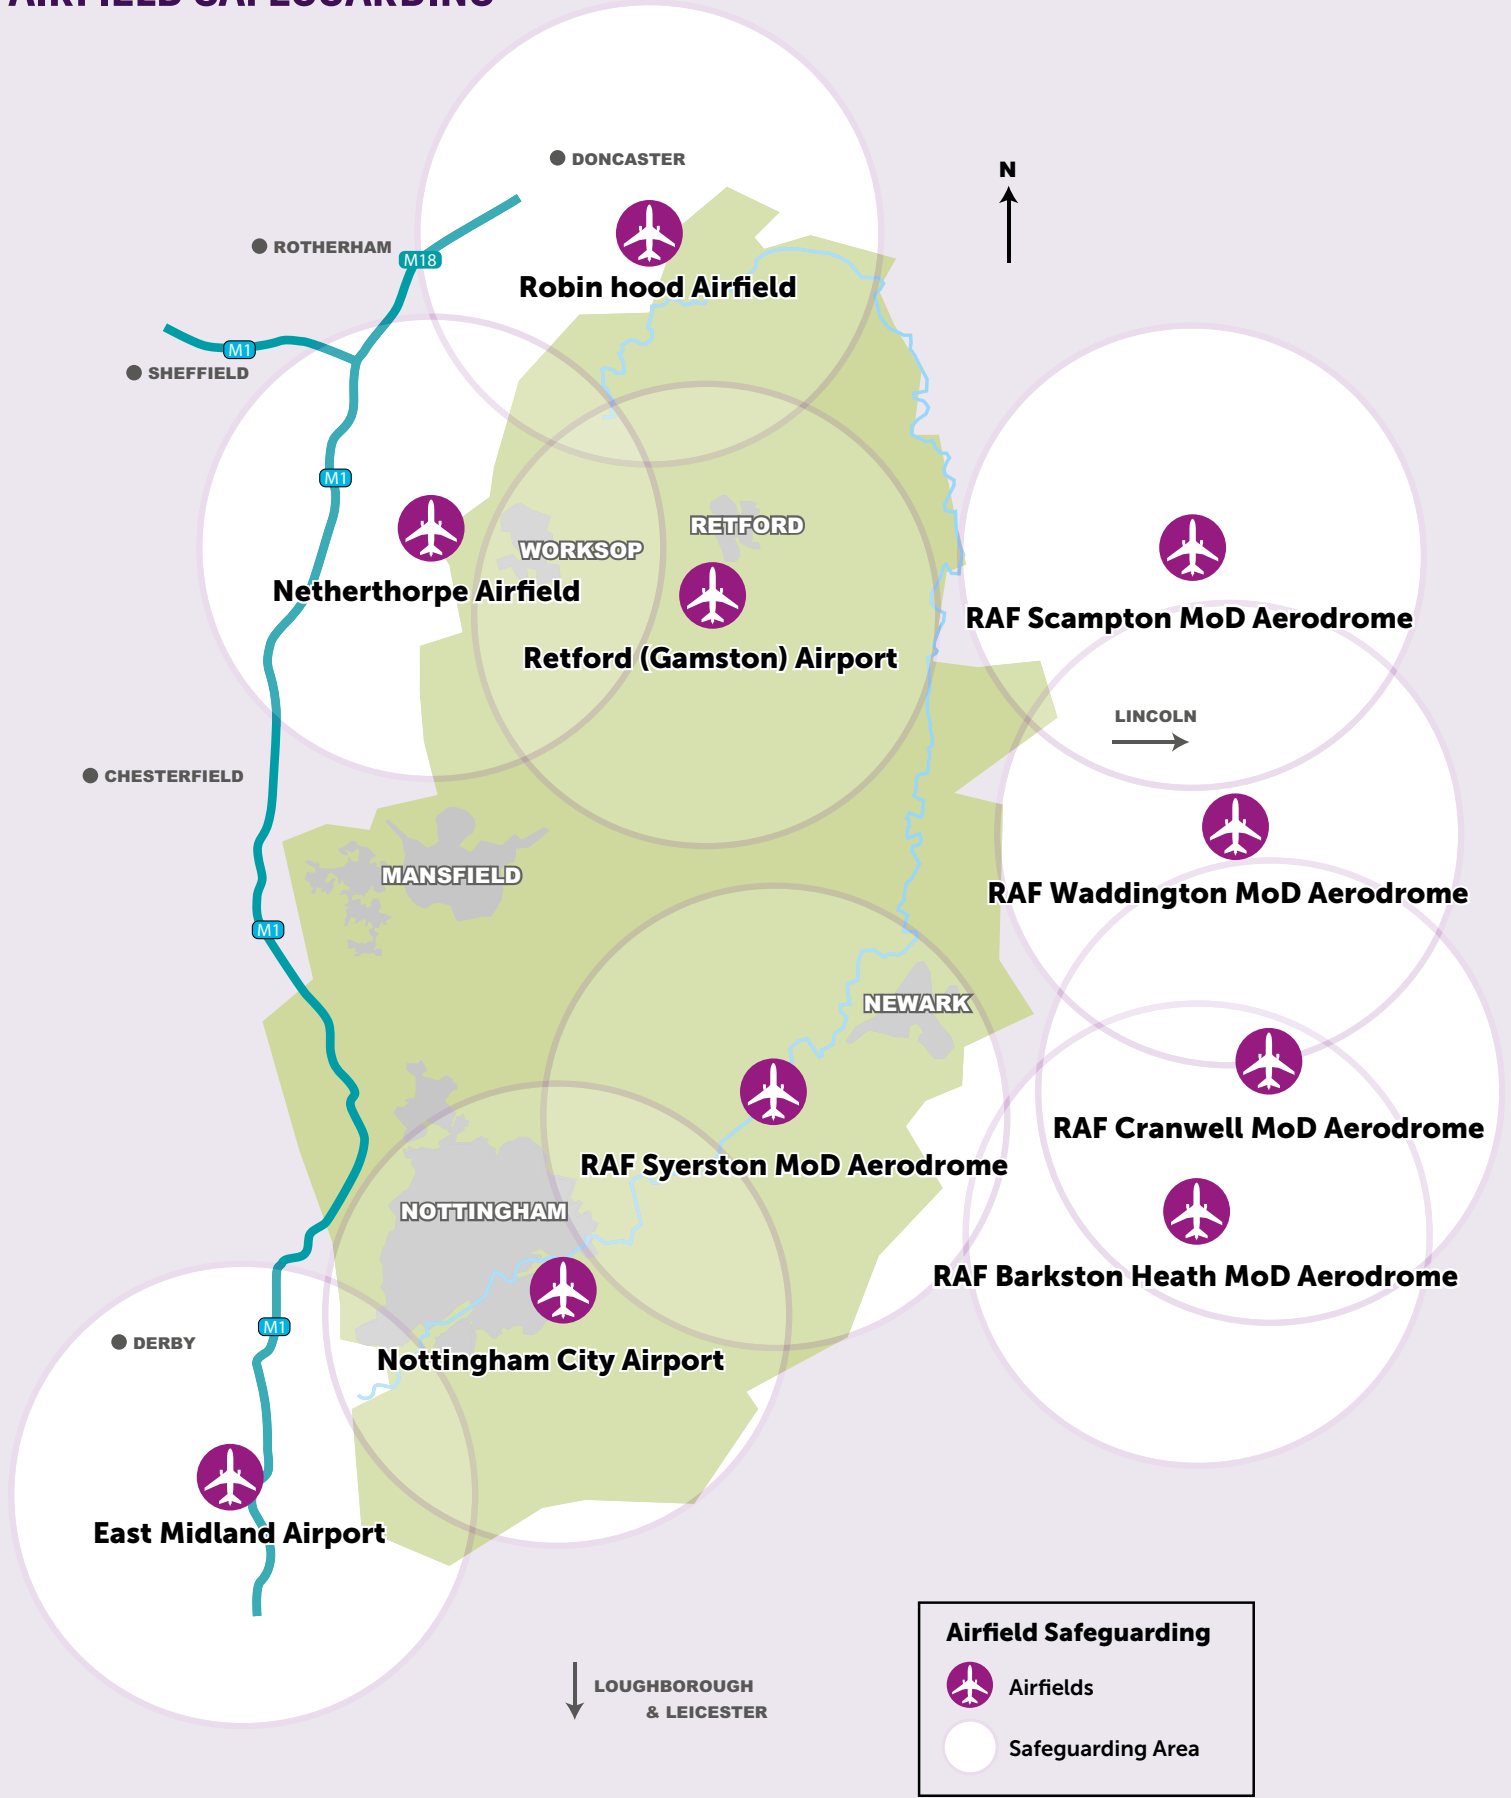 AIRFIELD SAFEGUARDING
DONCASTER
N
ROTHERHAM
M18
Robin hood Airfield
M1
SHEFFIELD
M1
RETFORD
WORKSOP
Netherthorpe Airfield
RAF Scampton MoD Aerodrome
Retford (Gamston) Airport
LINCOLN
CHESTERFIELD
MANSFIELD
RAF Waddington MoD Aerodrome
M1
NEWARK
RAF Cranwell MoD Aerodrome
RAF Syerston MoD Aerodrome
NOTTINGHAM
RAF Barkston Heath MoD Aerodrome
M1
DERBY
Nottingham City Airport
East Midland Airport
LOUGHBOROUGH
& LEICESTER
Airfield Safeguarding
Airfields
Safeguarding Area